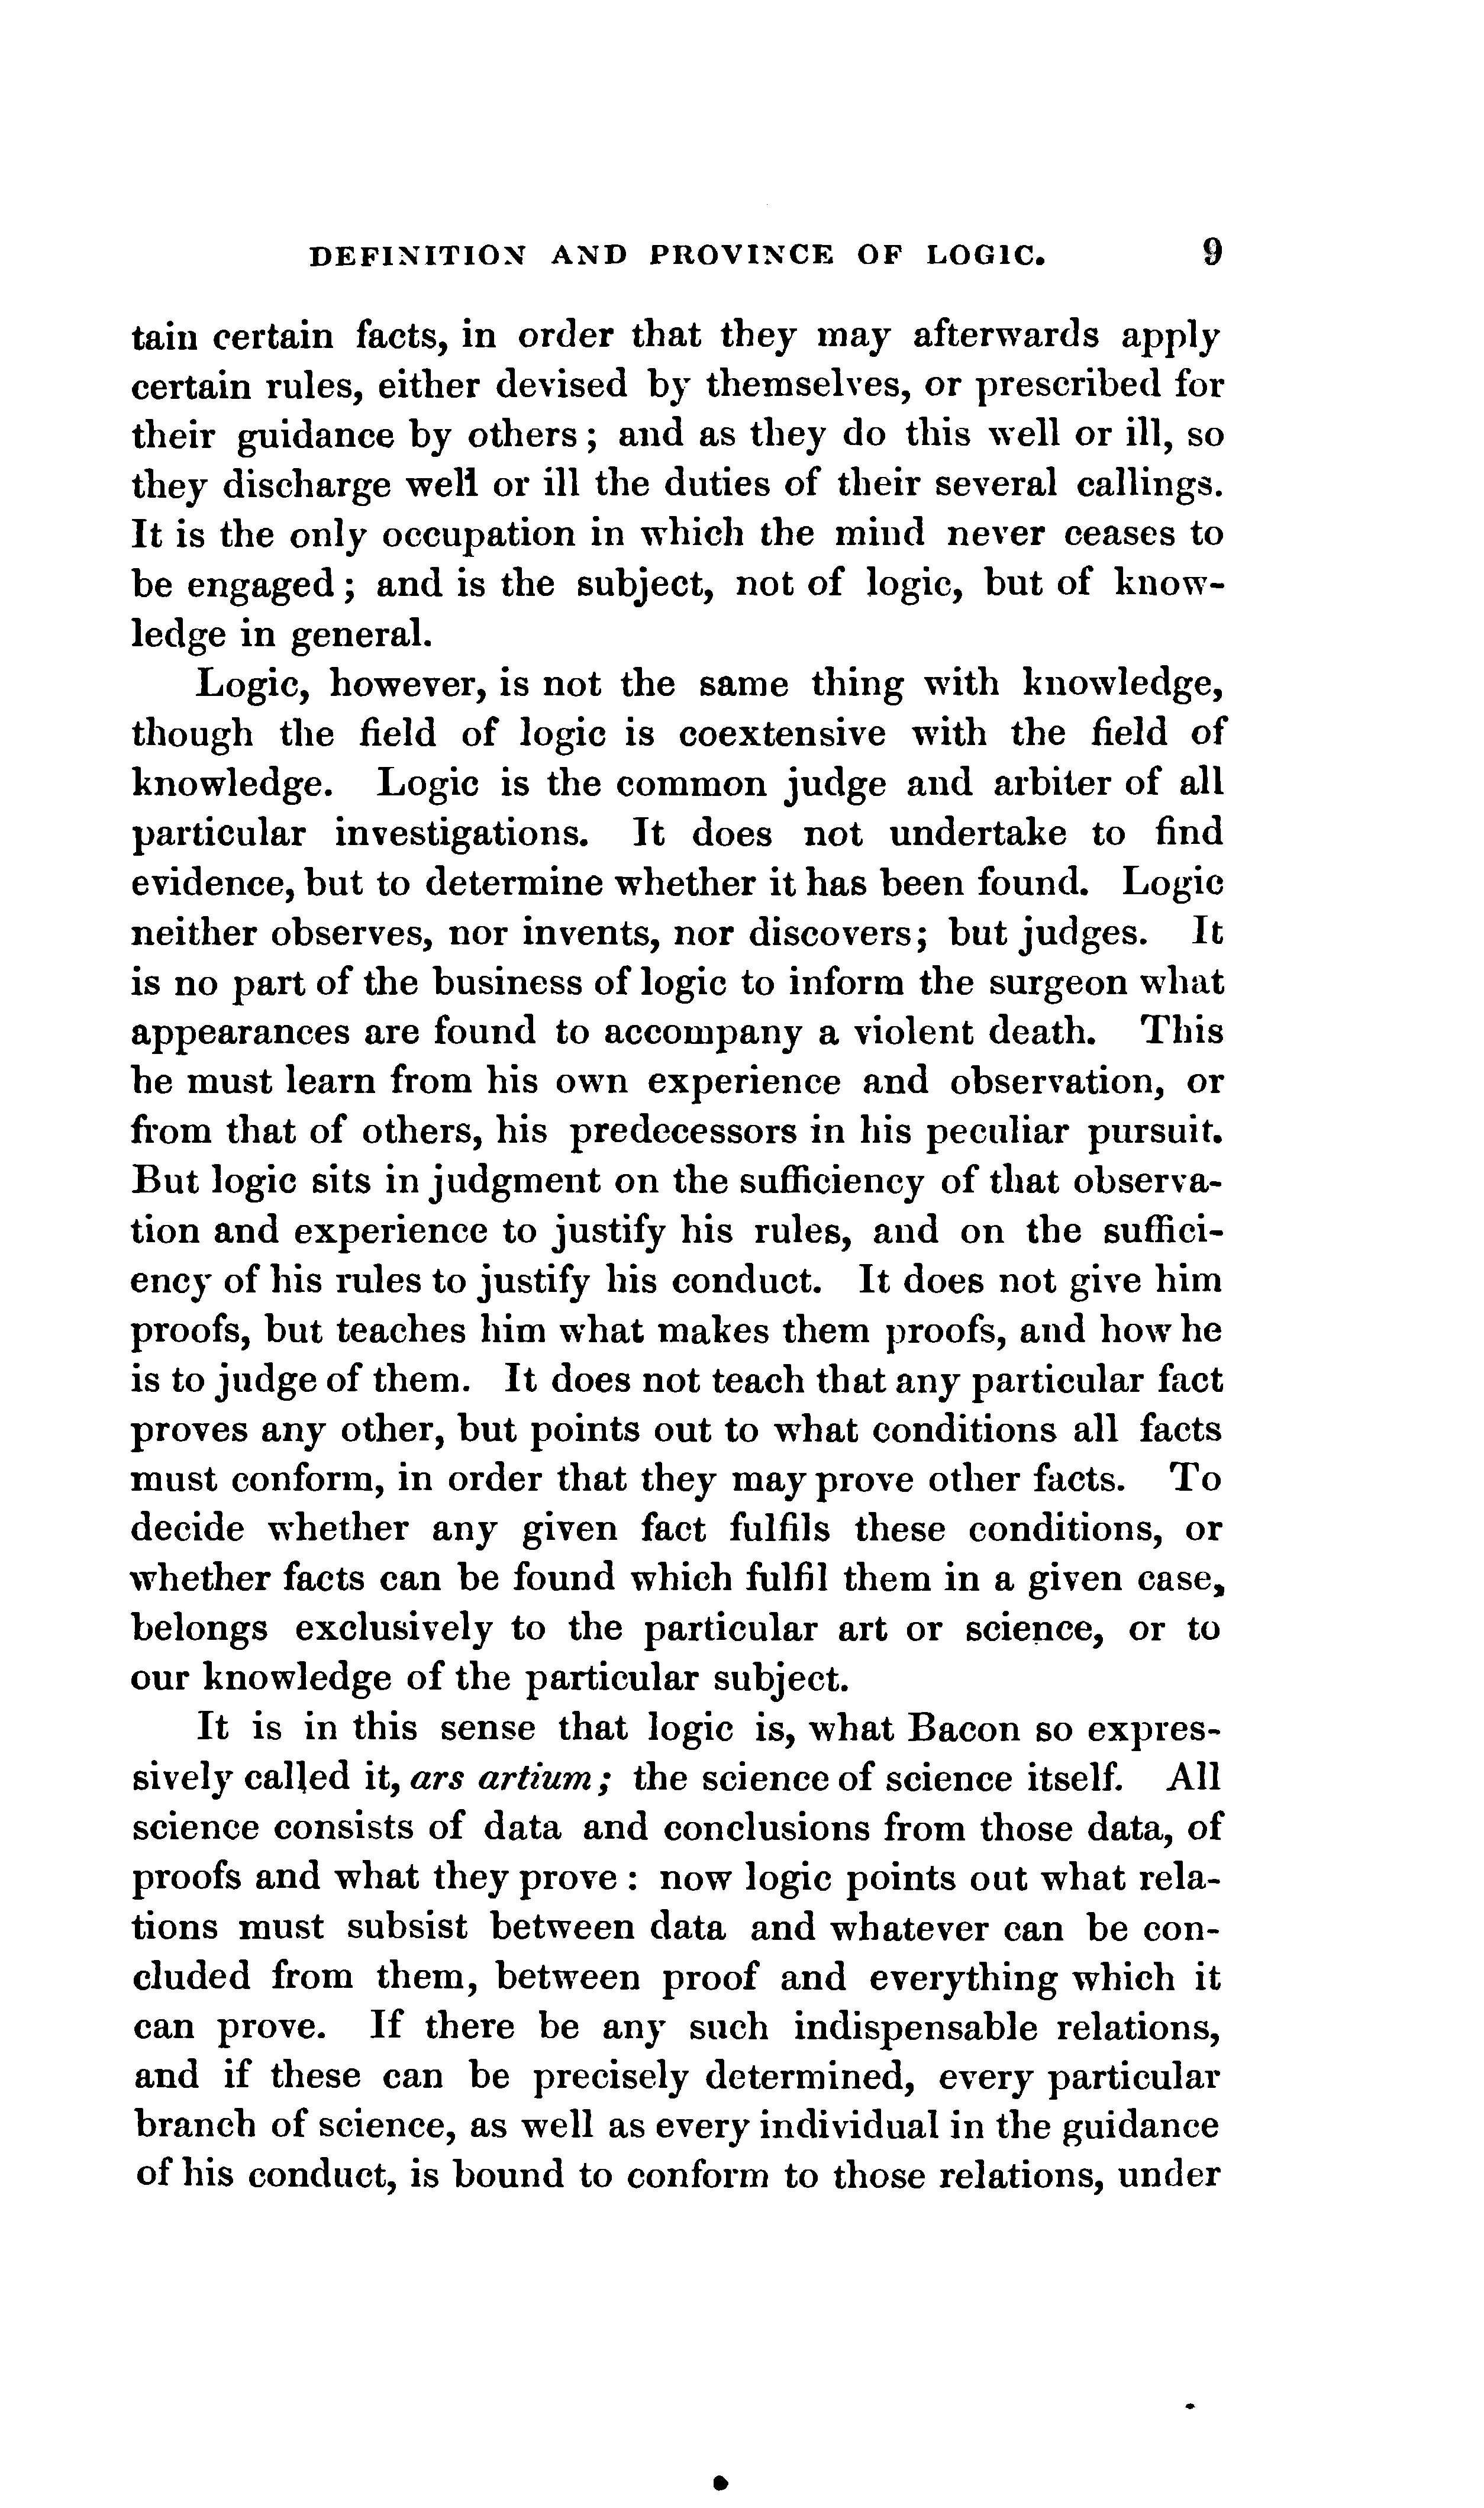 DEFINITION AND PROVINCE OF LOGIC. 9
tain certain facts, in order that they may afterwards apply
certain rules, either devised by themselves, or prescribed for
their guidance by others; and as they do this well or ill, so
they discharge well or ill the duties of their several callings.
It is the only occupation in which the mind never ceases to
be engaged; and is the subject, not of logic, but of know-
ledge in general.
Logic, however, is not the same thing with knowledge,
though the field of logic is coextensive with the field of
knowledge. Logic is the common judge and arbiter of all
particular investigations. It does not undertake to find
evidence, but to determine whether it has been found. Logic
neither observes, nor invents, nor discovers; but judges. It
is no part of the business of logic to inform the surgeon what
appearances are found to accompany a violent death. This
he must learn from his own experience and observation, or
from that of others, his predecessors in his peculiar pursuit.
But logic sits in judgment on the sufficiency of that observa-
tion and experience to justify his rules, and on the suffici-
ency of his rules to justify his conduct. It does not give him
proofs, but teaches him what makes them proofs, and how he
is to judge of them. It does not teach that any particular fact
proves any other, but points out to what conditions all facts
must conform, in order that they may prove other facts. To
decide whether any given fact fulfils these conditions, or
whether facts can be found which fulfil them in a given case,
belongs exclusively to the particular art or science, or to
our knowledge of the particular subject.
It is in this sense that logic is, what Bacon so expres-
sively called it, ars artium; the science of science itself. All
science consists of data and conclusions from those data, of
proofs and what they prove: now logic points out what rela-
tions must subsist between data and whatever can be con-
cluded from them, between proof and everything which it
can prove. If there be any such indispensable relations,
and if these can be precisely determined, every particular
branch of science, as well as every individual in the guidance
of his conduct, is bound to conform to those relations, under